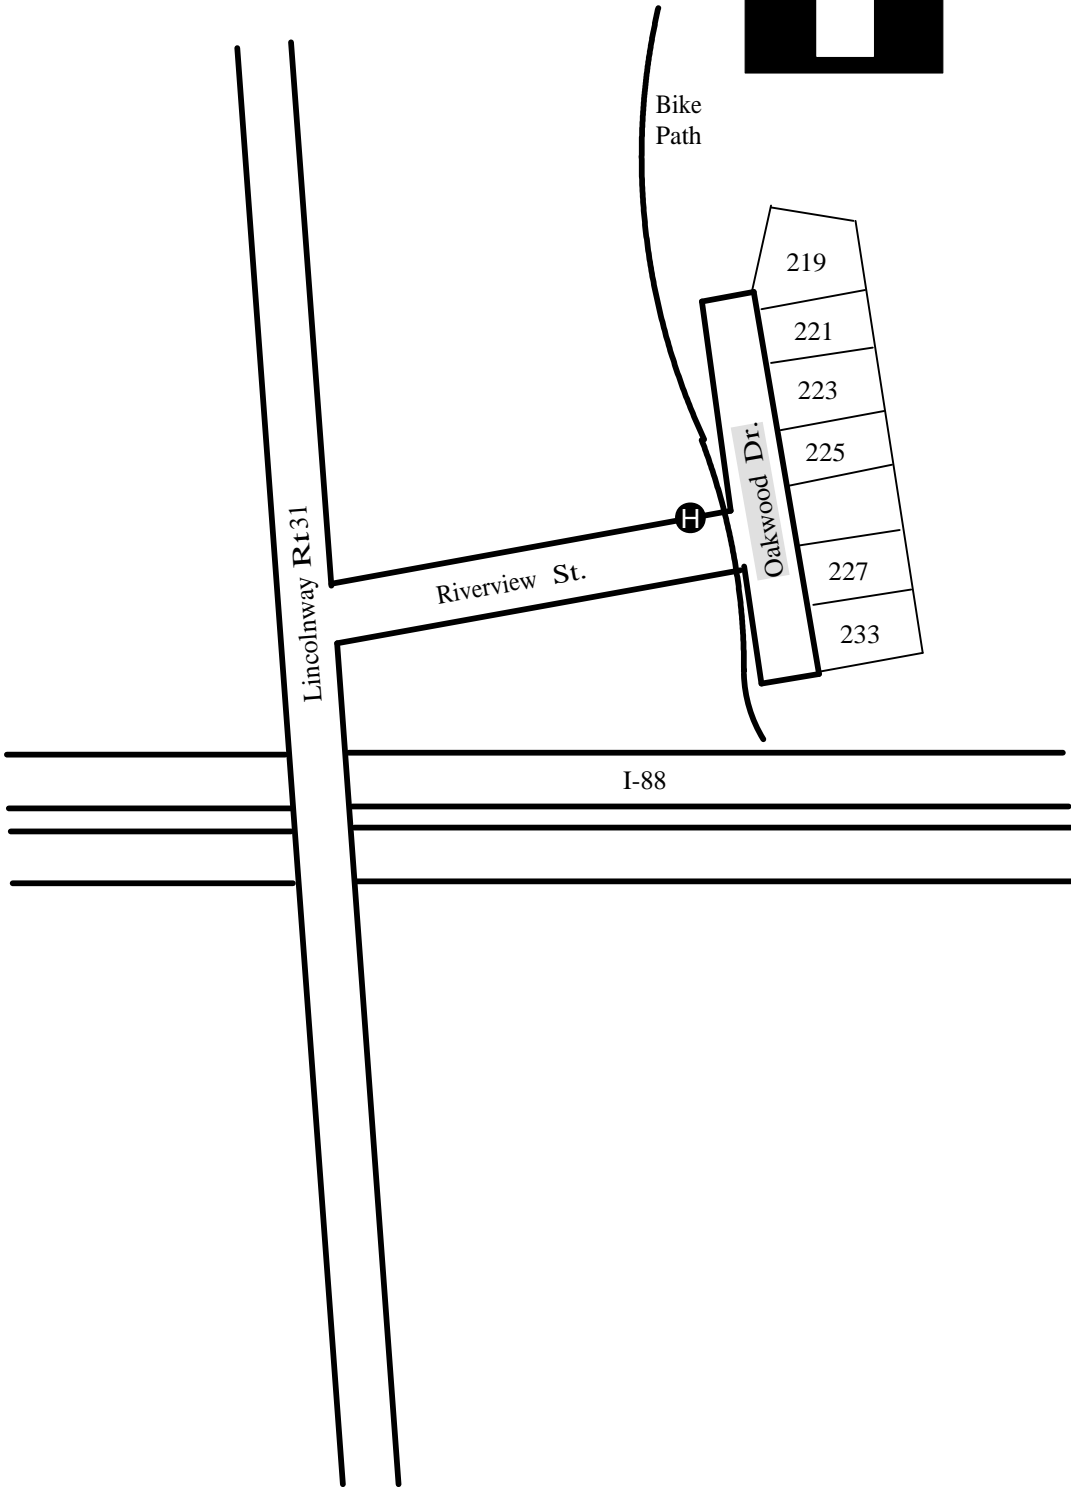 Bike
Path
219
221
223
225
Oakwood Dr.
H
Lincolnway Rt31
Riverview St.
227
233
I-88